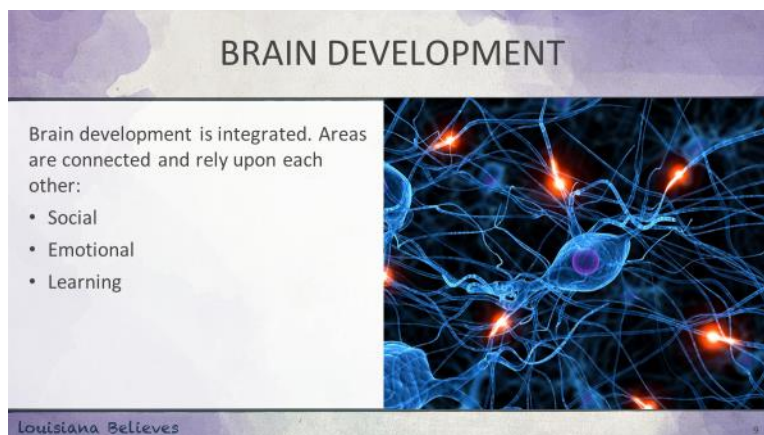 BRAIN DEVELOPMENT
Brain development is integrated. Areas
are connected and rely upon each
other:
• Social
• Emotional
• Learning
Louisiana Believes
9